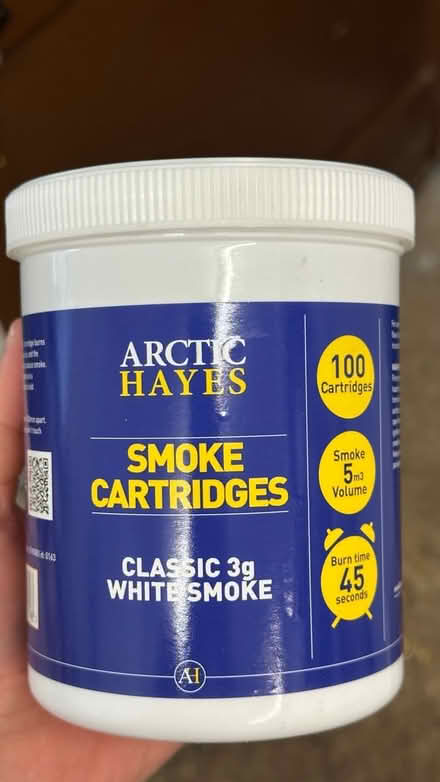 ARCTIC
HAYES
SMOKE
CARTRIDGES
CLASSIC 3g
WHITE SMOKE
AH
100
Cartridges
Smoke
5m3
Volume
Burn time
45
seconds